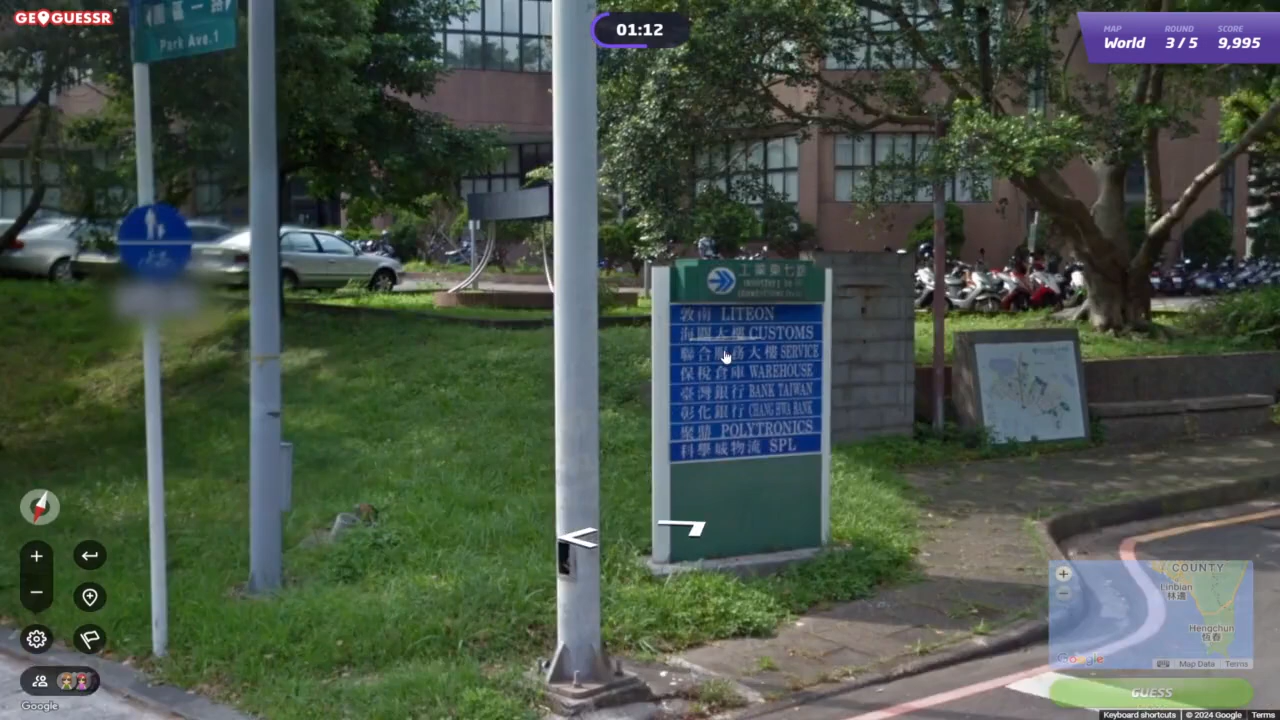 GEOGUESSR
01:12
MAP
World
ROUND
3 / 5
SCORE
9,995
Park Ave.1
工業東七路
敦南 LITEON
海關大樓 CUSTOMS
聯合服務大樓 SERVICE
保稅倉庫 WAREHOUSE
臺灣銀行 BANK TAIWAN
彰化銀行 CHANG HWA BANK
聚鼎 POLYTRONICS
科學城物流 SPL
COUNTY
Linbian
林邊
Hengchun
恆春
Google
Map Data
Terms
GUESS
Google
Keyboard shortcuts
© 2024 Google
Terms